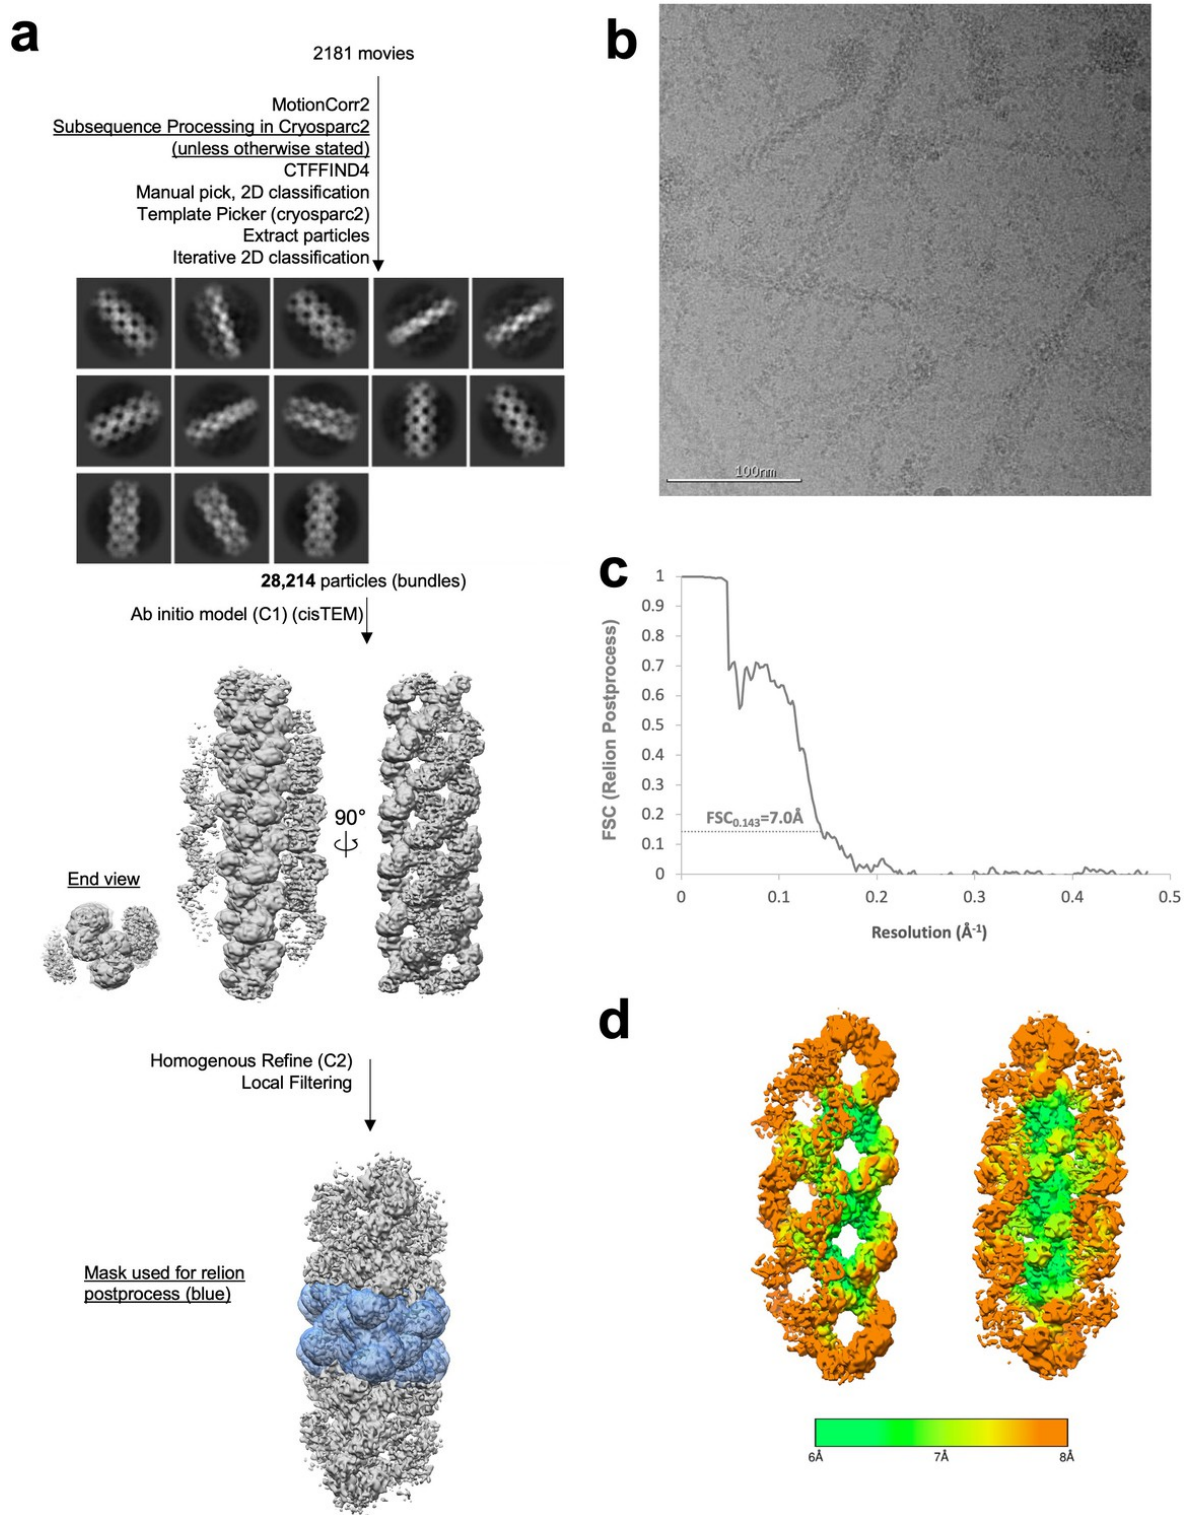 a
2181 movies
MotionCorr2
Subsequence Processing in Cryosparc2
(unless otherwise stated)
CTFFIND4
Manual pick, 2D classification
Template Picker (cryosparc2)
Extract particles
Iterative 2D classification
28,214 particles (bundles)
Ab initio model (C1) (cisTEM)
90°
End view
Homogenous Refine (C2)
Local Filtering
Mask used for relion
postprocess (blue)
b
100nm
c
FSC (Relion Postprocess)
1
0.9
0.8
0.7
0.6
0.5
0.4
0.3
0.2
0.1
0
FSC0.143=7.0Å
0 0.1 0.2 0.3 0.4 0.5
Resolution (Å-1)
d
6Å 7Å 8Å